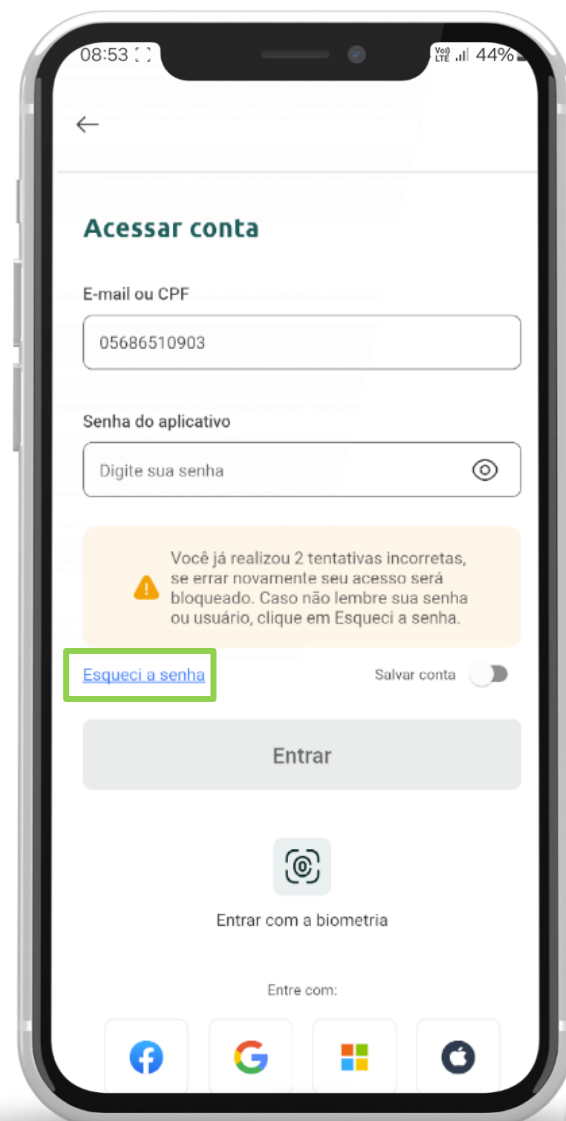 08:53
VoI) LTE 44%
Acessar conta
E-mail ou CPF
05686510903
Senha do aplicativo
Digite sua senha
Você já realizou 2 tentativas incorretas,
se errar novamente seu acesso será
bloqueado. Caso não lembre sua senha
ou usuário, clique em Esqueci a senha.
Esqueci a senha
Salvar conta
Entrar
Entrar com a biometria
Entre com: